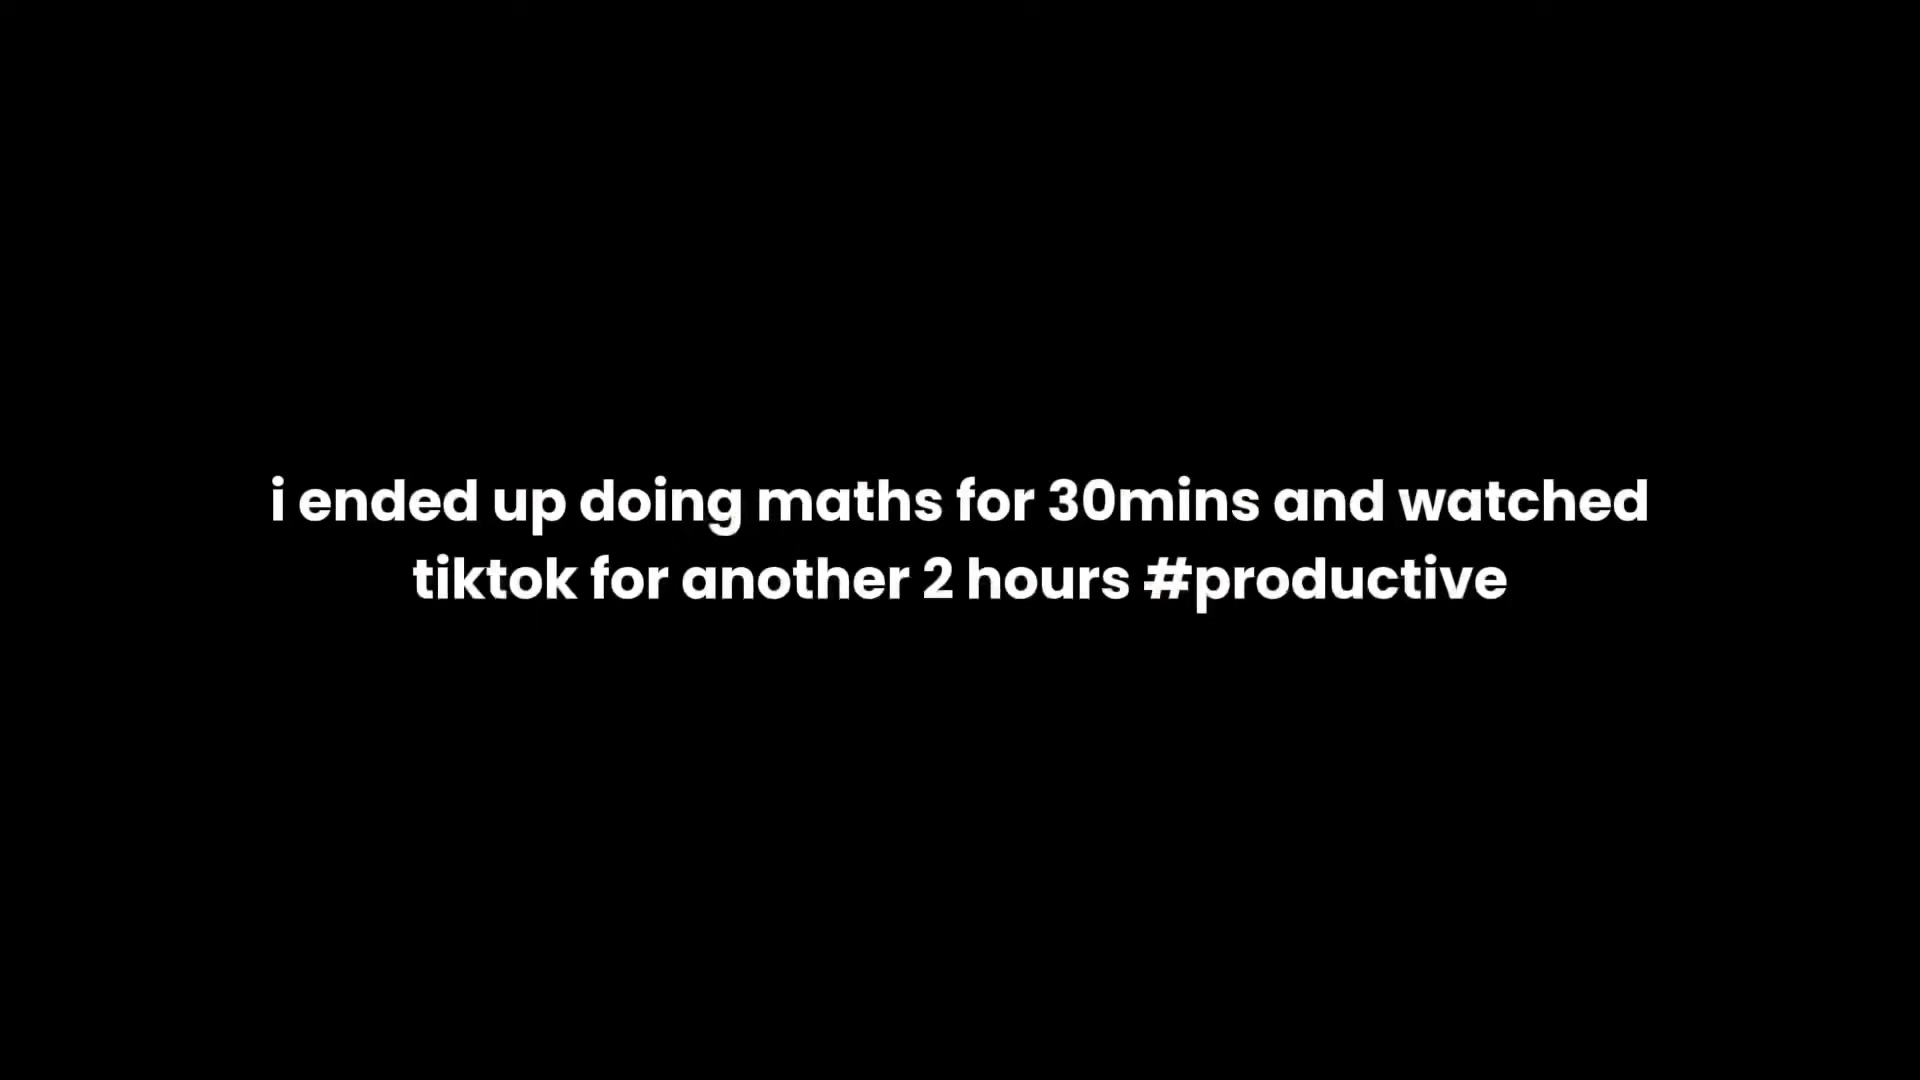 i ended up doing maths for 30mins and watched
tiktok for another 2 hours #productive